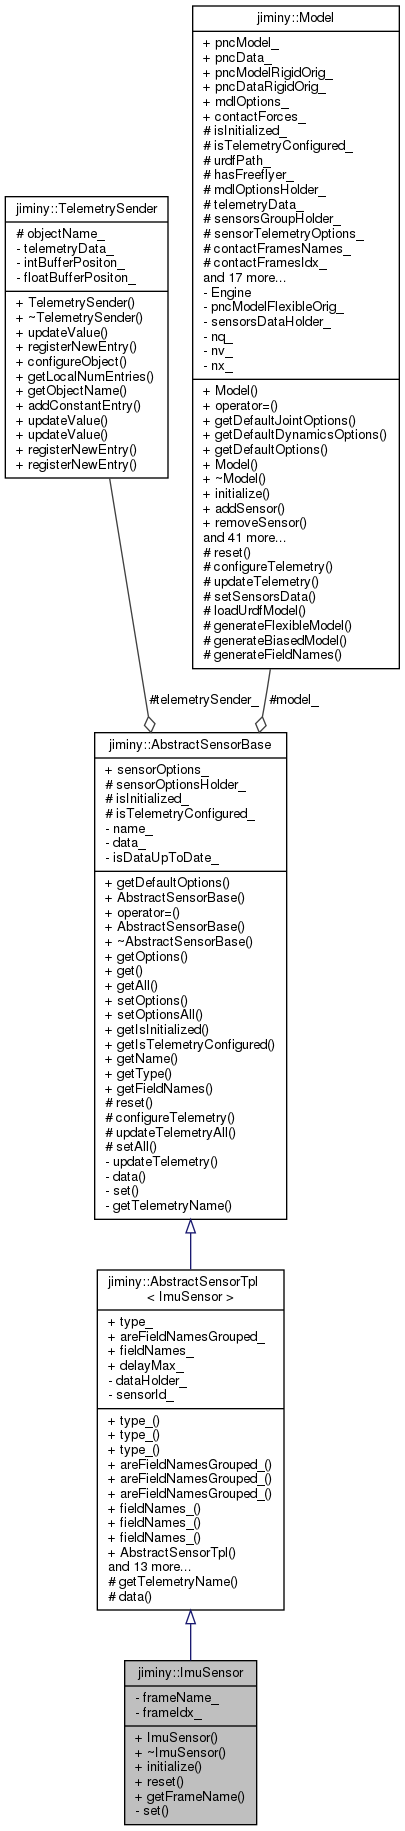 jiminy::Model
+ pncModel_
+ pncData_
+ pncModelRigidOrig_
+ pncDataRigidOrig_
+ mdlOptions_
+ contactForces_
# isInitialized_
# isTelemetryConfigured_
# urdfPath_
# hasFreeflyer_
# mdlOptionsHolder_
# telemetryData_
# sensorsGroupHolder_
# sensorTelemetryOptions_
# contactFramesNames_
# contactFramesIdx_
and 17 more...
- Engine
- pncModelFlexibleOrig_
- sensorsDataHolder_
- nq_
- nv_
- nx_
+ Model()
+ operator=()
+ getDefaultJointOptions()
+ getDefaultDynamicsOptions()
+ getDefaultOptions()
+ Model()
+ ~Model()
+ initialize()
+ addSensor()
+ removeSensor()
and 41 more...
# reset()
# configureTelemetry()
# updateTelemetry()
# setSensorsData()
# loadUrdfModel()
# generateFlexibleModel()
# generateBiasedModel()
# generateFieldNames()
jiminy::TelemetrySender
# objectName_
- telemetryData_
- intBufferPositon_
- floatBufferPositon_
+ TelemetrySender()
+ ~TelemetrySender()
+ updateValue()
+ registerNewEntry()
+ configureObject()
+ getLocalNumEntries()
+ getObjectName()
+ addConstantEntry()
+ updateValue()
+ updateValue()
+ registerNewEntry()
+ registerNewEntry()
#telemetrySender_
#model_
jiminy::AbstractSensorBase
+ sensorOptions_
# sensorOptionsHolder_
# isInitialized_
# isTelemetryConfigured_
- name_
- data_
- isDataUpToDate_
+ getDefaultOptions()
+ AbstractSensorBase()
+ operator=()
+ AbstractSensorBase()
+ ~AbstractSensorBase()
+ getOptions()
+ get()
+ getAll()
+ setOptions()
+ setOptionsAll()
+ getIsInitialized()
+ getIsTelemetryConfigured()
+ getName()
+ getType()
+ getFieldNames()
# reset()
# configureTelemetry()
# updateTelemetryAll()
# setAll()
- updateTelemetry()
- data()
- set()
- getTelemetryName()
jiminy::AbstractSensorTpl
< ImuSensor >
+ type_
+ areFieldNamesGrouped_
+ fieldNames_
+ delayMax_
- dataHolder_
- sensorId_
+ type_()
+ type_()
+ type_()
+ areFieldNamesGrouped_()
+ areFieldNamesGrouped_()
+ areFieldNamesGrouped_()
+ fieldNames_()
+ fieldNames_()
+ fieldNames_()
+ AbstractSensorTpl()
and 13 more...
# getTelemetryName()
# data()
jiminy::ImuSensor
- frameName_
- frameIdx_
+ ImuSensor()
+ ~ImuSensor()
+ initialize()
+ reset()
+ getFrameName()
- set()